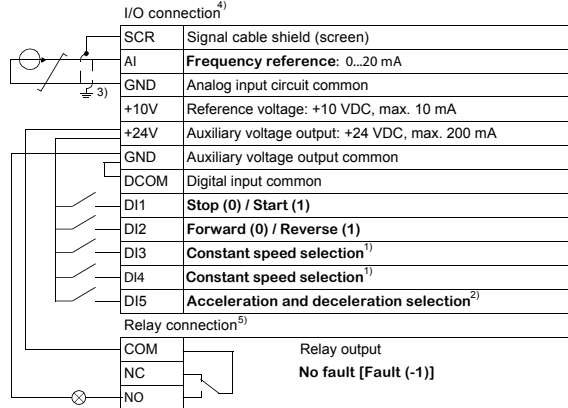 I/O connection4)
SCR Signal cable shield (screen)
AI Frequency reference: 0...20 mA
GND Analog input circuit common
3)
+10V Reference voltage: +10 VDC, max. 10 mA
+24V Auxiliary voltage output: +24 VDC, max. 200 mA
GND Auxiliary voltage output common
DCOM Digital input common
DI1 Stop (0) / Start (1)
DI2 Forward (0) / Reverse (1)
DI3 Constant speed selection1)
DI4 Constant speed selection1)
DI5 Acceleration and deceleration selection2)
Relay connection5)
COM Relay output
NC No fault [Fault (-1)]
NO